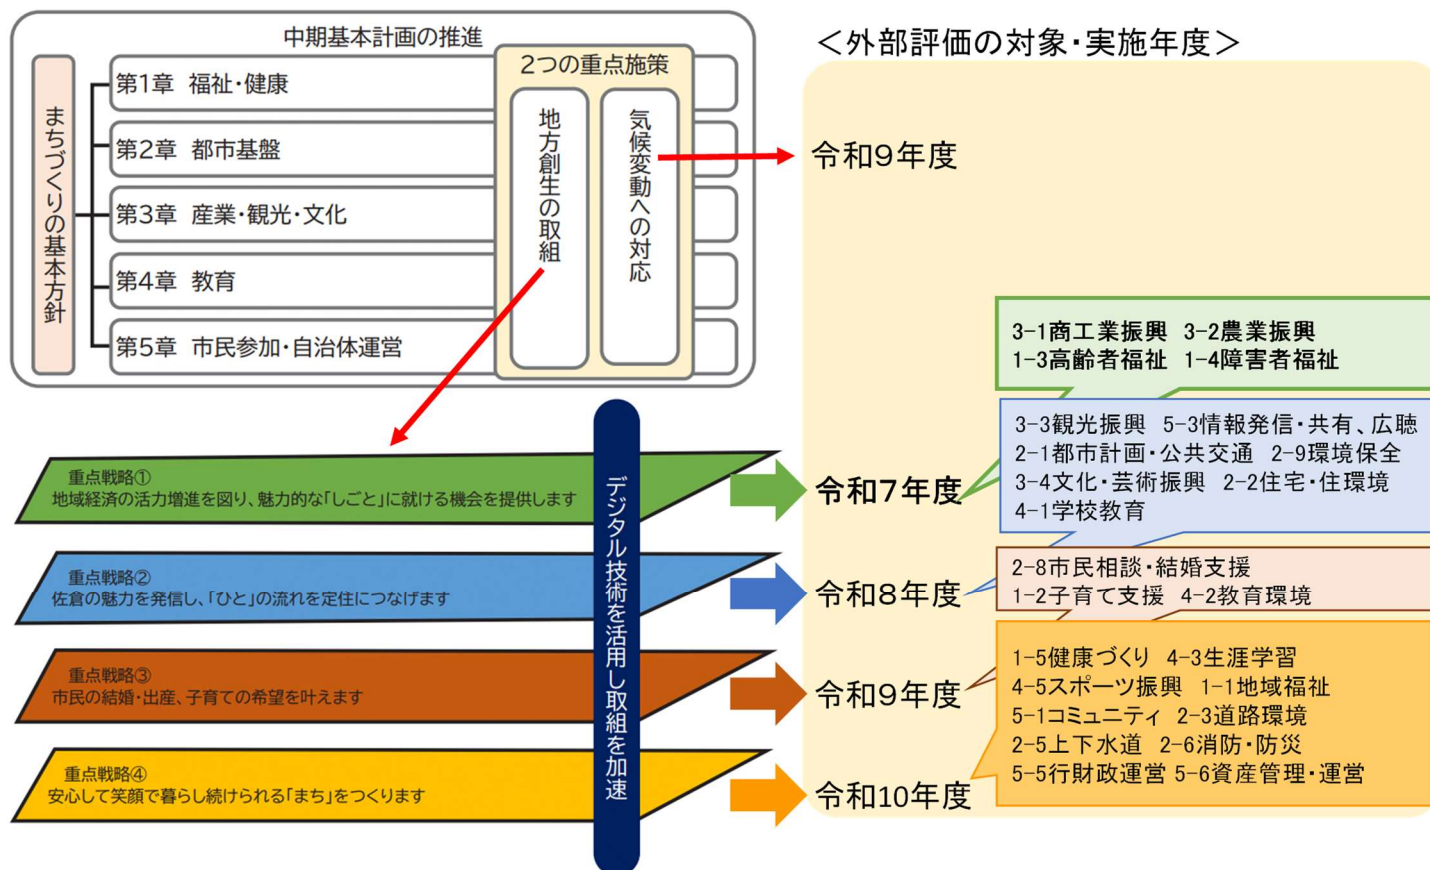 中期基本計画の推進
まちづくりの基本方針
第1章 福祉・健康
第2章 都市基盤
第3章 産業・観光・文化
第4章 教育
第5章 市民参加・自治体運営
2つの重点施策
地方創生の取組
気候変動への対応
＜外部評価の対象・実施年度＞
令和9年度
重点戦略①
地域経済の活力増進を図り、魅力的な「しごと」に就ける機会を提供します
重点戦略②
佐倉の魅力を発信し、「ひと」の流れを定住につなげます
重点戦略③
市民の結婚・出産、子育ての希望を叶えます
重点戦略④
安心して笑顔で暮らし続けられる「まち」をつくります
デジタル技術を活用し取組を加速
令和7年度
令和8年度
令和9年度
令和10年度
3-1商工業振興 3-2農業振興
1-3高齢者福祉 1-4障害者福祉
3-3観光振興 5-3情報発信・共有、広聴
2-1都市計画・公共交通 2-9環境保全
3-4文化・芸術振興 2-2住宅・住環境
4-1学校教育
2-8市民相談・結婚支援
1-2子育て支援 4-2教育環境
1-5健康づくり 4-3生涯学習
4-5スポーツ振興 1-1地域福祉
5-1コミュニティ 2-3道路環境
2-5上下水道 2-6消防・防災
5-5行財政運営 5-6資産管理・運営